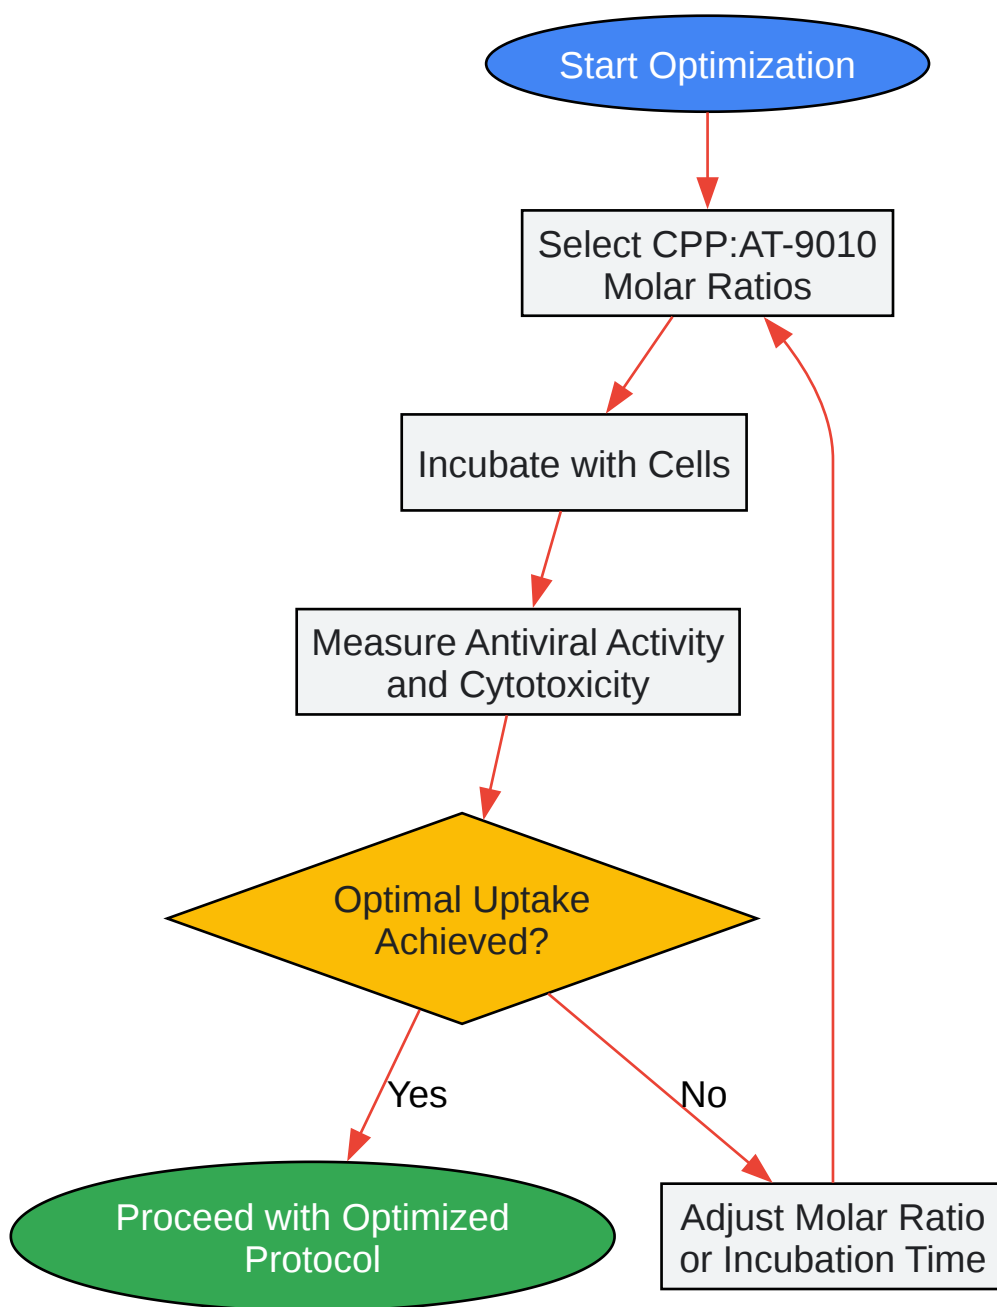 Start Optimization
Select CPP:AT-9010
Molar Ratios
Incubate with Cells
Measure Antiviral Activity
and Cytotoxicity
Optimal Uptake
Achieved?
Yes
No
Proceed with Optimized
Protocol
Adjust Molar Ratio
or Incubation Time